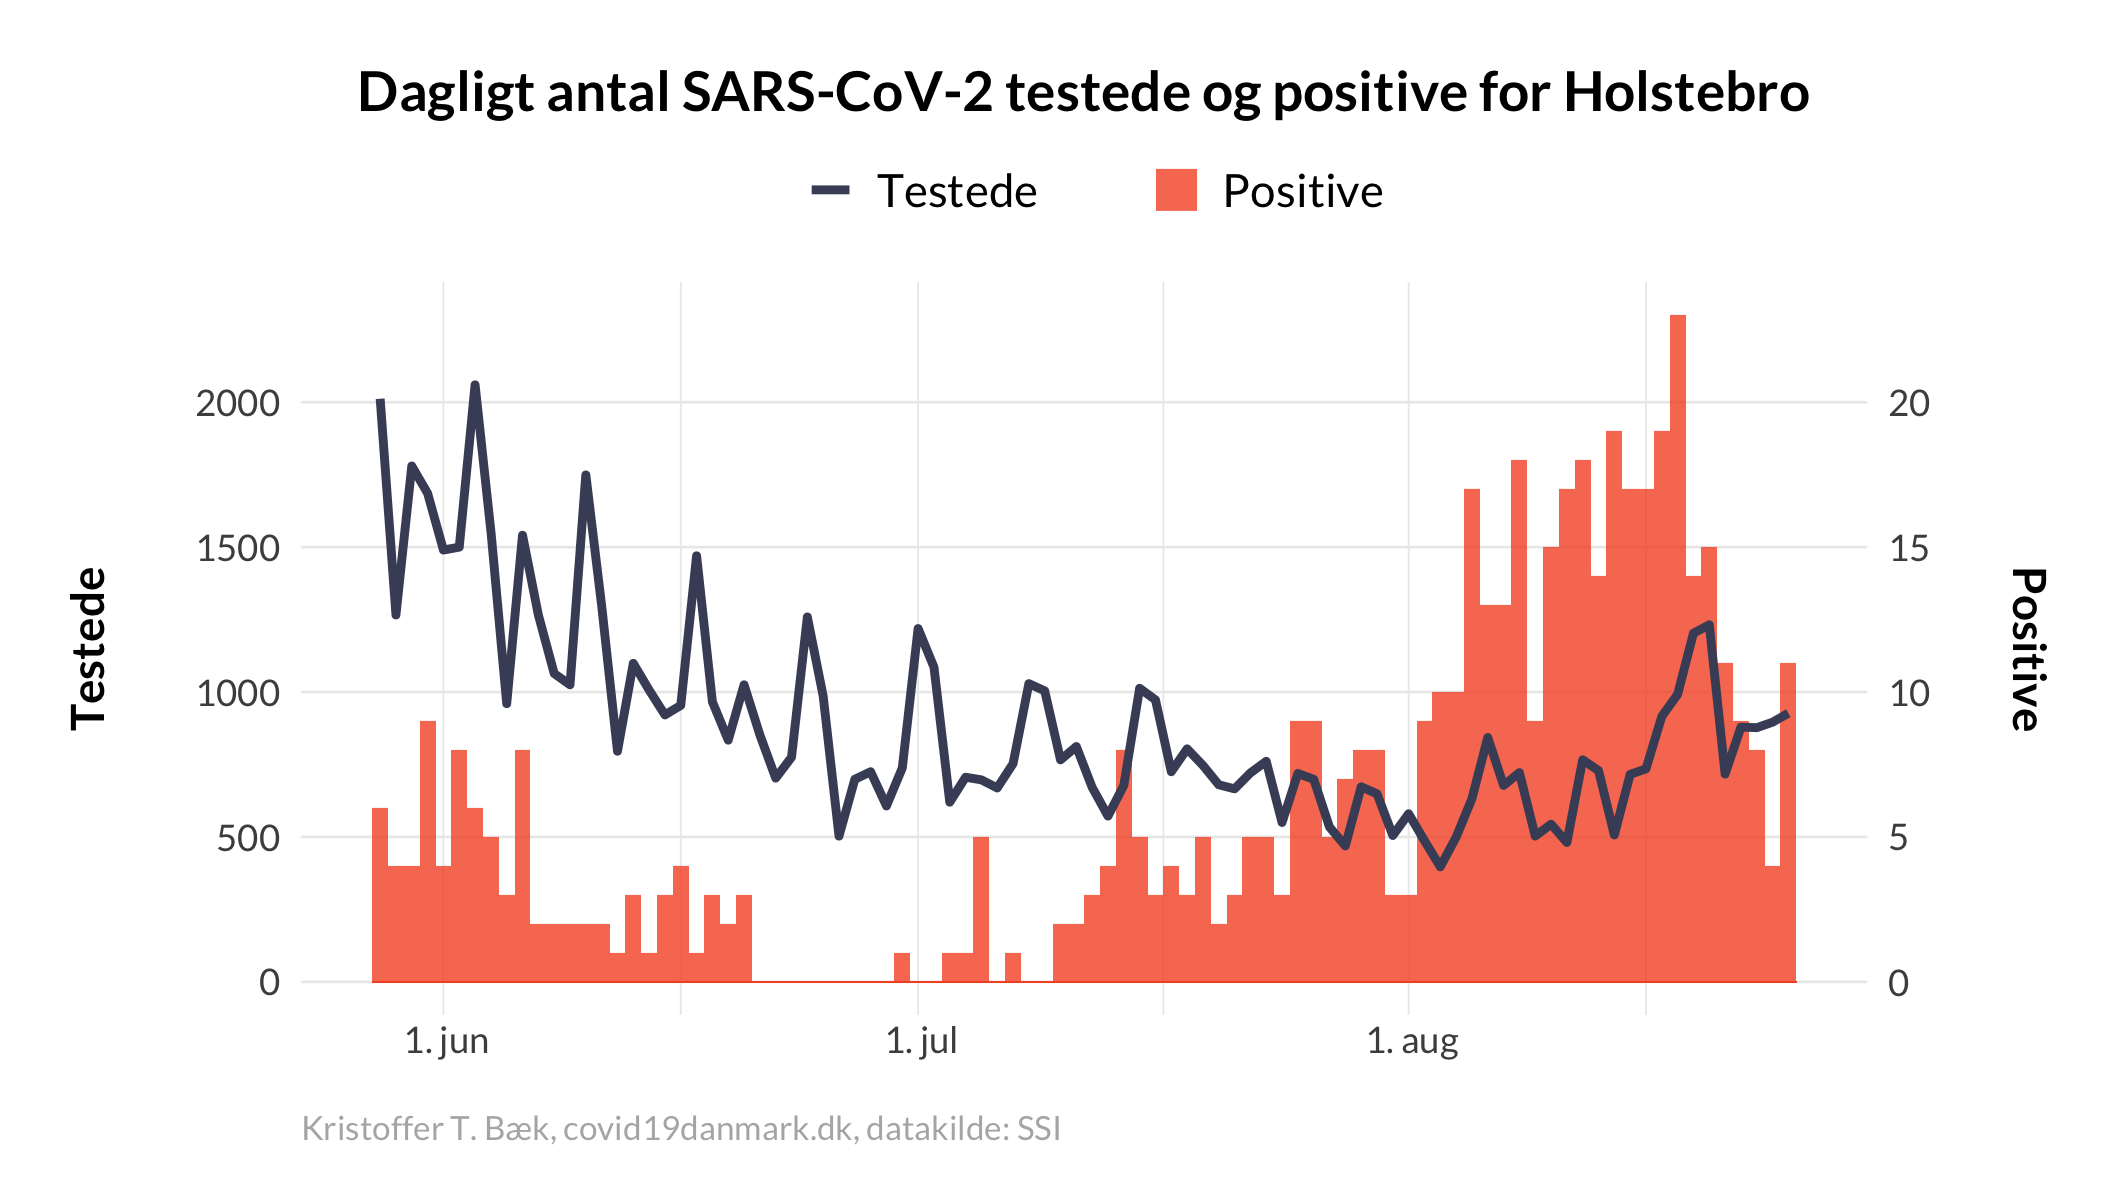 Dagligt antal SARS-CoV-2 testede og positive for Holstebro
Testede
Positive
2000
1500
1000
500
0
Testede
20
15
10
5
0
Positive
1. jun
1. jul
1. aug
Kristoffer T. Bæk, covid19danmark.dk, datakilde: SSI